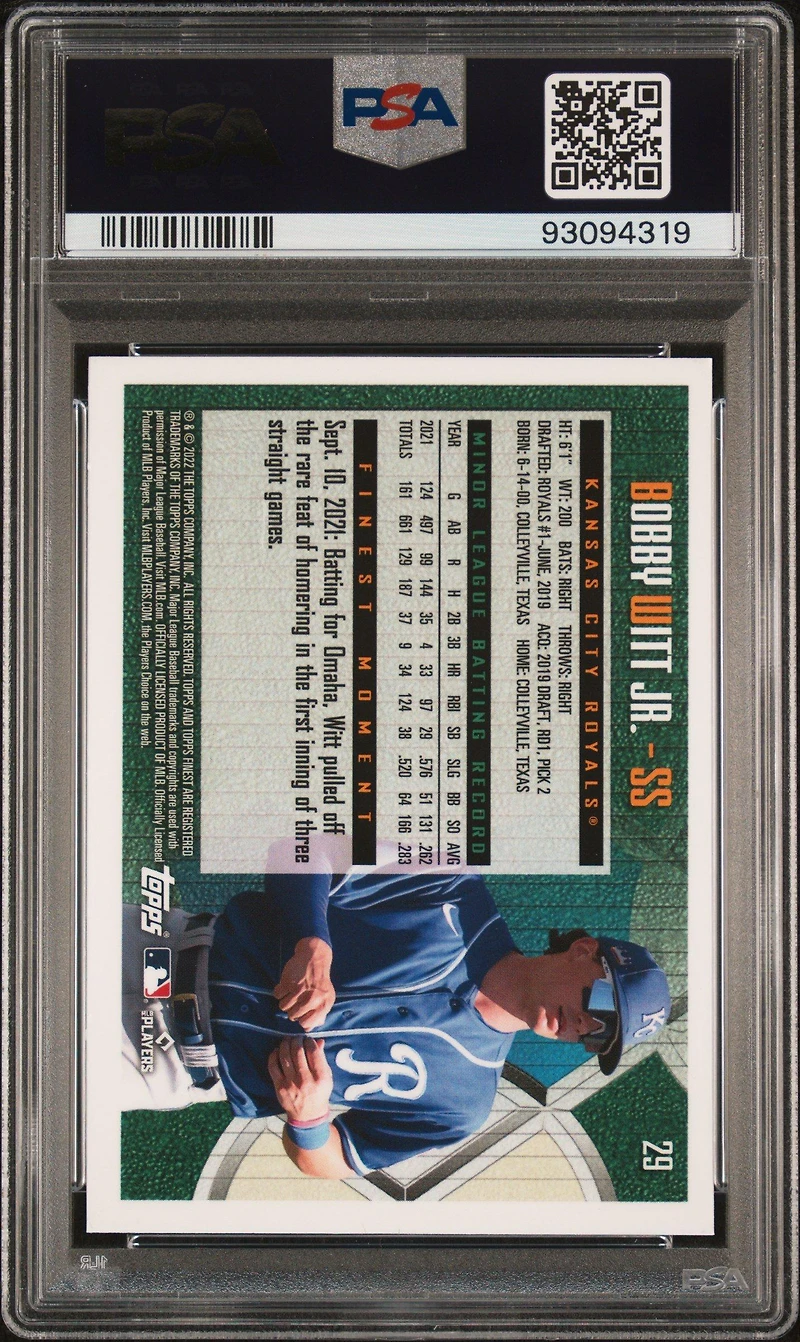 PSA
93094319
BOBBY WITT JR. - SS
29
KANSAS CITY ROYALS®
HT: 6'1" WT: 200 BATS: RIGHT THROWS: RIGHT
DRAFTED: ROYALS #1-JUNE, 2019 ACQ: 2019 DRAFT, RD1, PICK 2
BORN: 6-14-00, COLLEYVILLE, TEXAS HOME: COLLEYVILLE, TEXAS
MINOR LEAGUE BATTING RECORD
YEAR G AB R H 2B 3B HR RBI SB SLG BB SO AVG
2021 124 497 99 144 35 4 33 97 29 .576 51 131 .262
TOTALS 161 661 129 187 37 9 34 124 38 .520 64 166 .283
FINEST MOMENT
Sept. 10, 2021: Batting for Omaha, Witt pulled off
the rare feat of homering in the first inning of three
straight games.
® & © 2022 THE TOPPS COMPANY, INC. ALL RIGHTS RESERVED. TOPPS AND TOPPS FINEST ARE REGISTERED
TRADEMARKS OF THE TOPPS COMPANY, INC. Major League Baseball trademarks and copyrights are used with
permission of Major League Baseball. Visit MLB.com. OFFICIALLY LICENSED PRODUCT OF MLB. Officially Licensed
Product of MLB Players, Inc. Visit MLBPLAYERS.COM, the Players Choice on the web.
topps®
MLB PLAYERS
KC
R
PSA